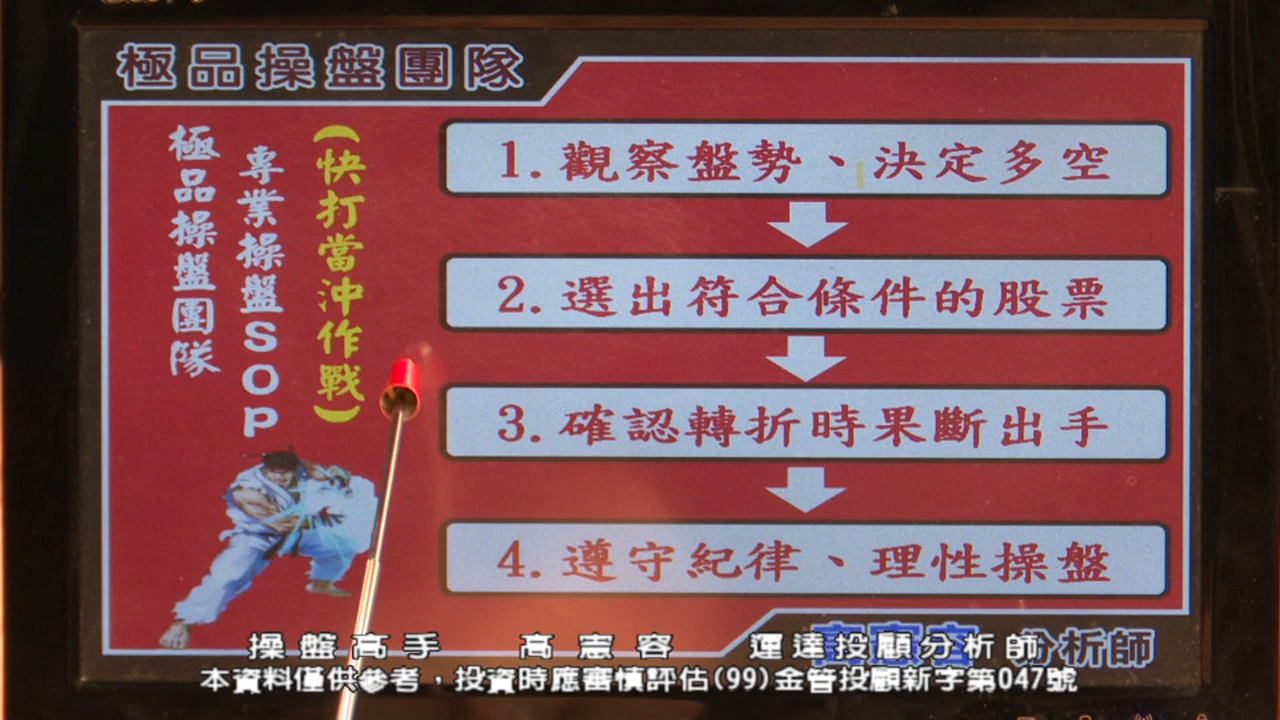 極品操盤團隊
(快打當沖作戰)
專業操盤SOP
極品操盤團隊
1.觀察盤勢、決定多空
2.選出符合條件的股票
3.確認轉折時果斷出手
4.遵守紀律、理性操盤
高憲容 分析師
操盤高手 高憲容 運達投顧分析師
本資料僅供參考，投資時應審慎評估(99)金管投顧新字第047號